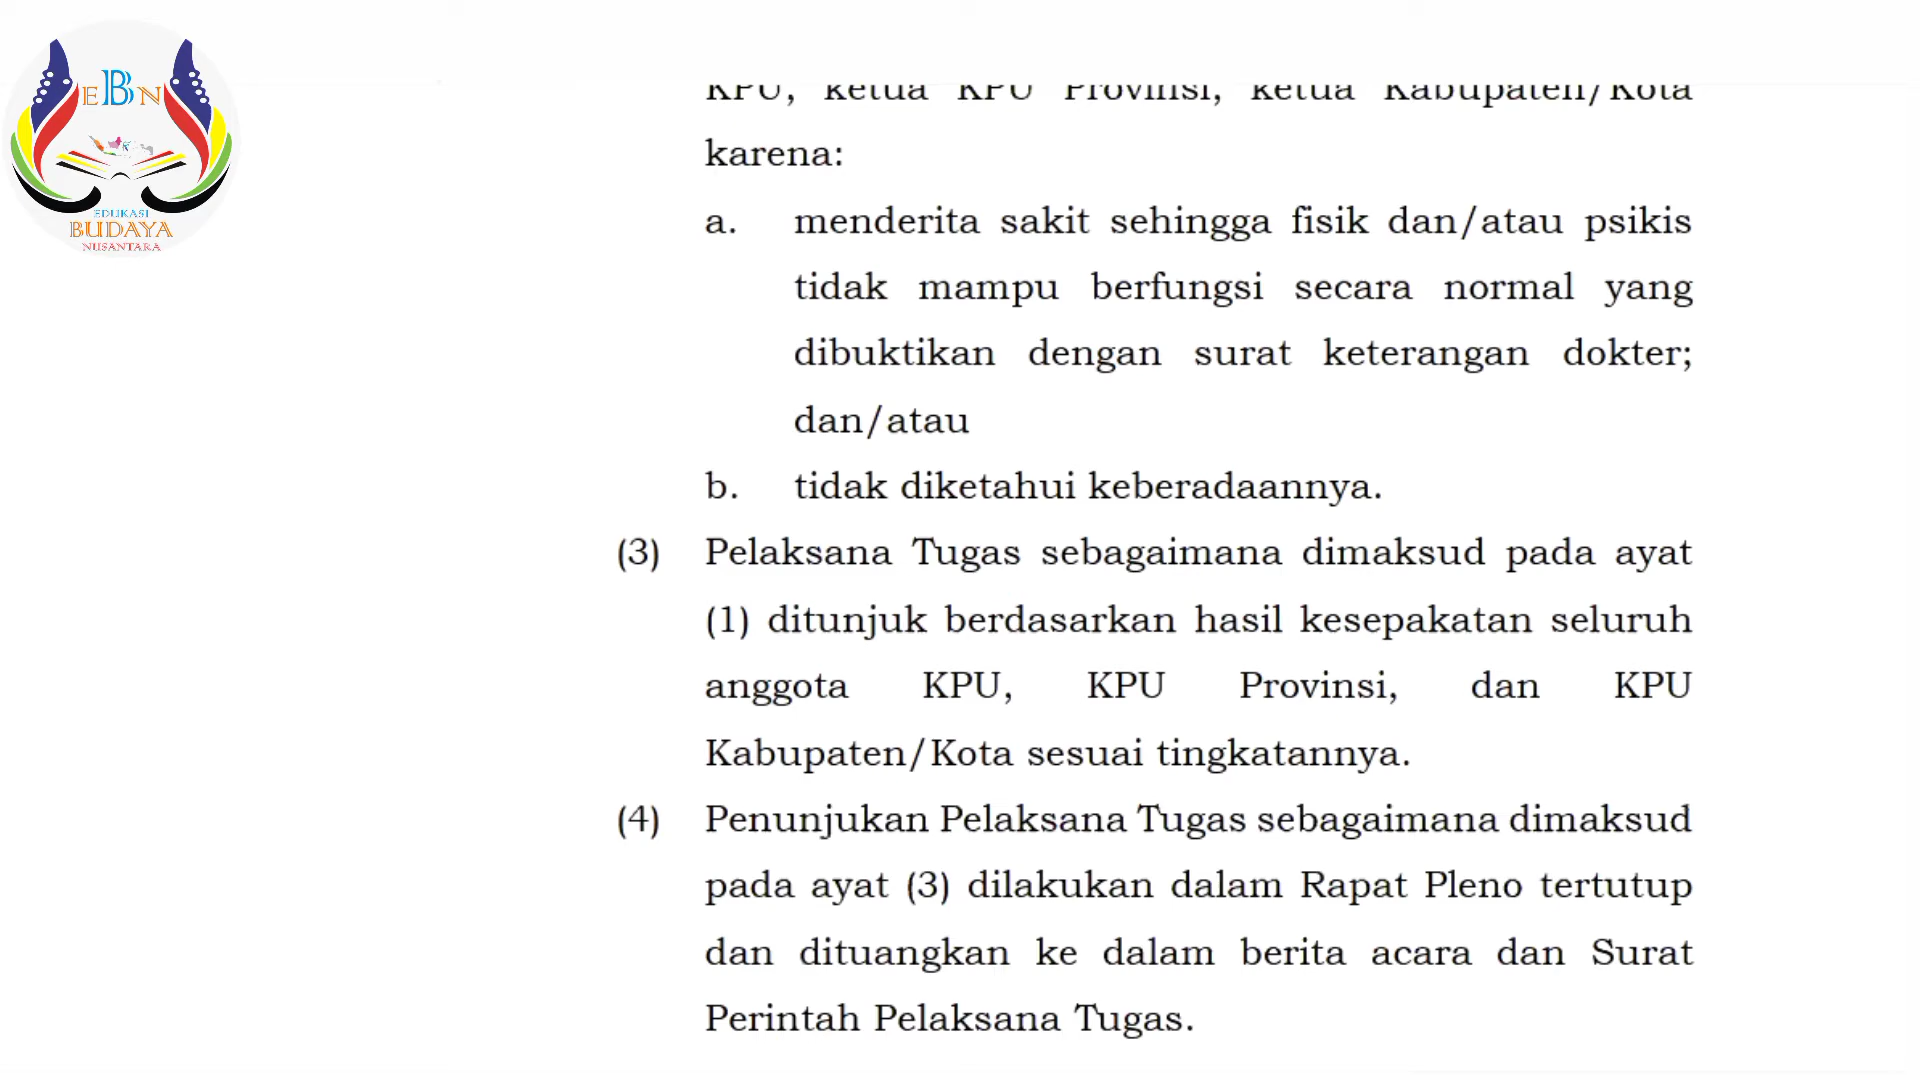 EBN
EDUKASI
BUDAYA
NUSANTARA
KPU, ketua KPU Provinsi, ketua Kabupaten/Kota
karena:
a. menderita sakit sehingga fisik dan/atau psikis
tidak mampu berfungsi secara normal yang
dibuktikan dengan surat keterangan dokter;
dan/atau
b. tidak diketahui keberadaannya.
(3) Pelaksana Tugas sebagaimana dimaksud pada ayat
(1) ditunjuk berdasarkan hasil kesepakatan seluruh
anggota KPU, KPU Provinsi, dan KPU
Kabupaten/Kota sesuai tingkatannya.
(4) Penunjukan Pelaksana Tugas sebagaimana dimaksud
pada ayat (3) dilakukan dalam Rapat Pleno tertutup
dan dituangkan ke dalam berita acara dan Surat
Perintah Pelaksana Tugas.